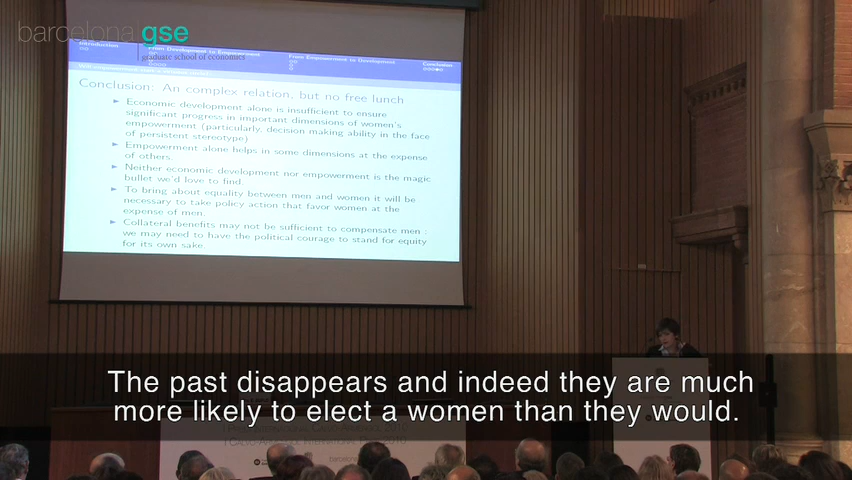 barcelonagse
graduate school of economics
Introduction
From Development to Empowerment
From Empowerment to Development
Conclusion
Conclusion: An complex relation, but no free lunch
Economic development alone is insufficient to ensure
significant progress in important dimensions of women's
empowerment (particularly, decision making ability in the face
of persistent stereotype)
Empowerment alone helps in some dimensions at the expense
of others.
Neither economic development nor empowerment is the magic
bullet we'd love to find.
To bring about equality between men and women it will be
necessary to take policy action that favor women at the
expense of men.
Collateral benefits may not be sufficient to compensate men :
we may need to have the political courage to stand for equity
for its own sake.
The past disappears and indeed they are much
more likely to elect a women than they would.
barcelona